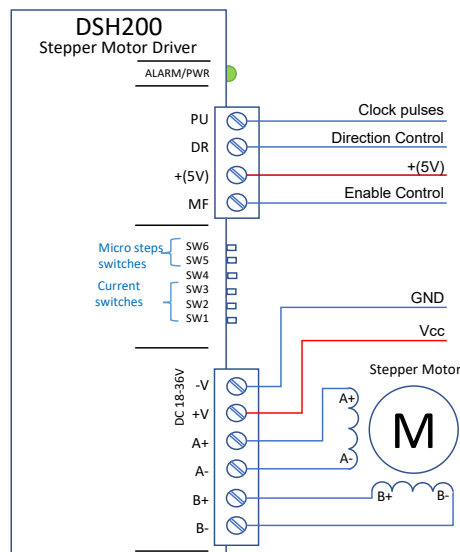 DSH200
Stepper Motor Driver
ALARM/PWR
PU
Clock pulses
DR
Direction Control
+(5V)
+(5V)
MF
Enable Control
Micro steps
switches
SW6
SW5
SW4
Current
switches
SW3
SW2
SW1
GND
Vcc
DC 18-36V
-V
+V
A+
A-
B+
B-
Stepper Motor
A+
A-
M
B+
B-